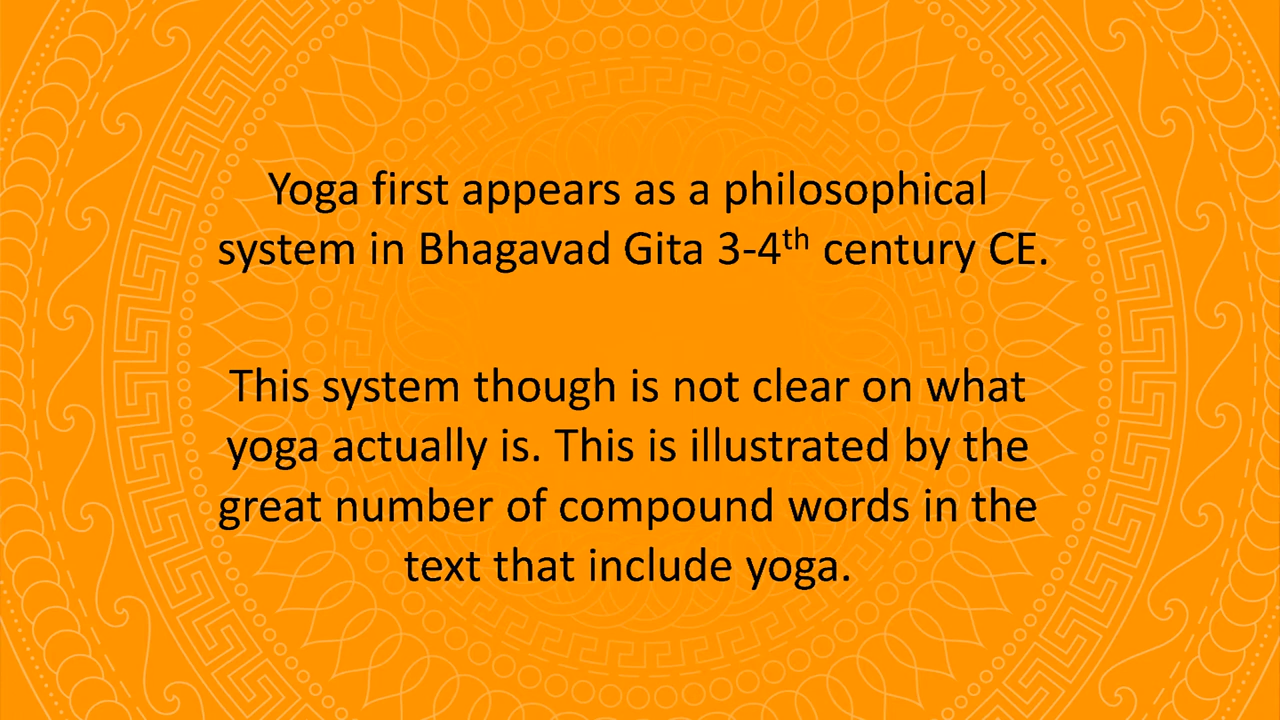 Yoga first appears as a philosophical
system in Bhagavad Gita 3-4th century CE.
This system though is not clear on what
yoga actually is. This is illustrated by the
great number of compound words in the
text that include yoga.